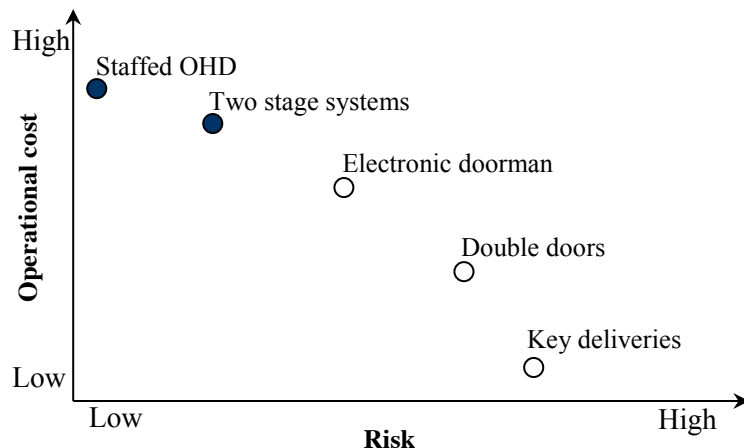 High
Staffed OHD
Two stage systems
Electronic doorman
Operational cost
Double doors
Key deliveries
Low
Low
High
Risk